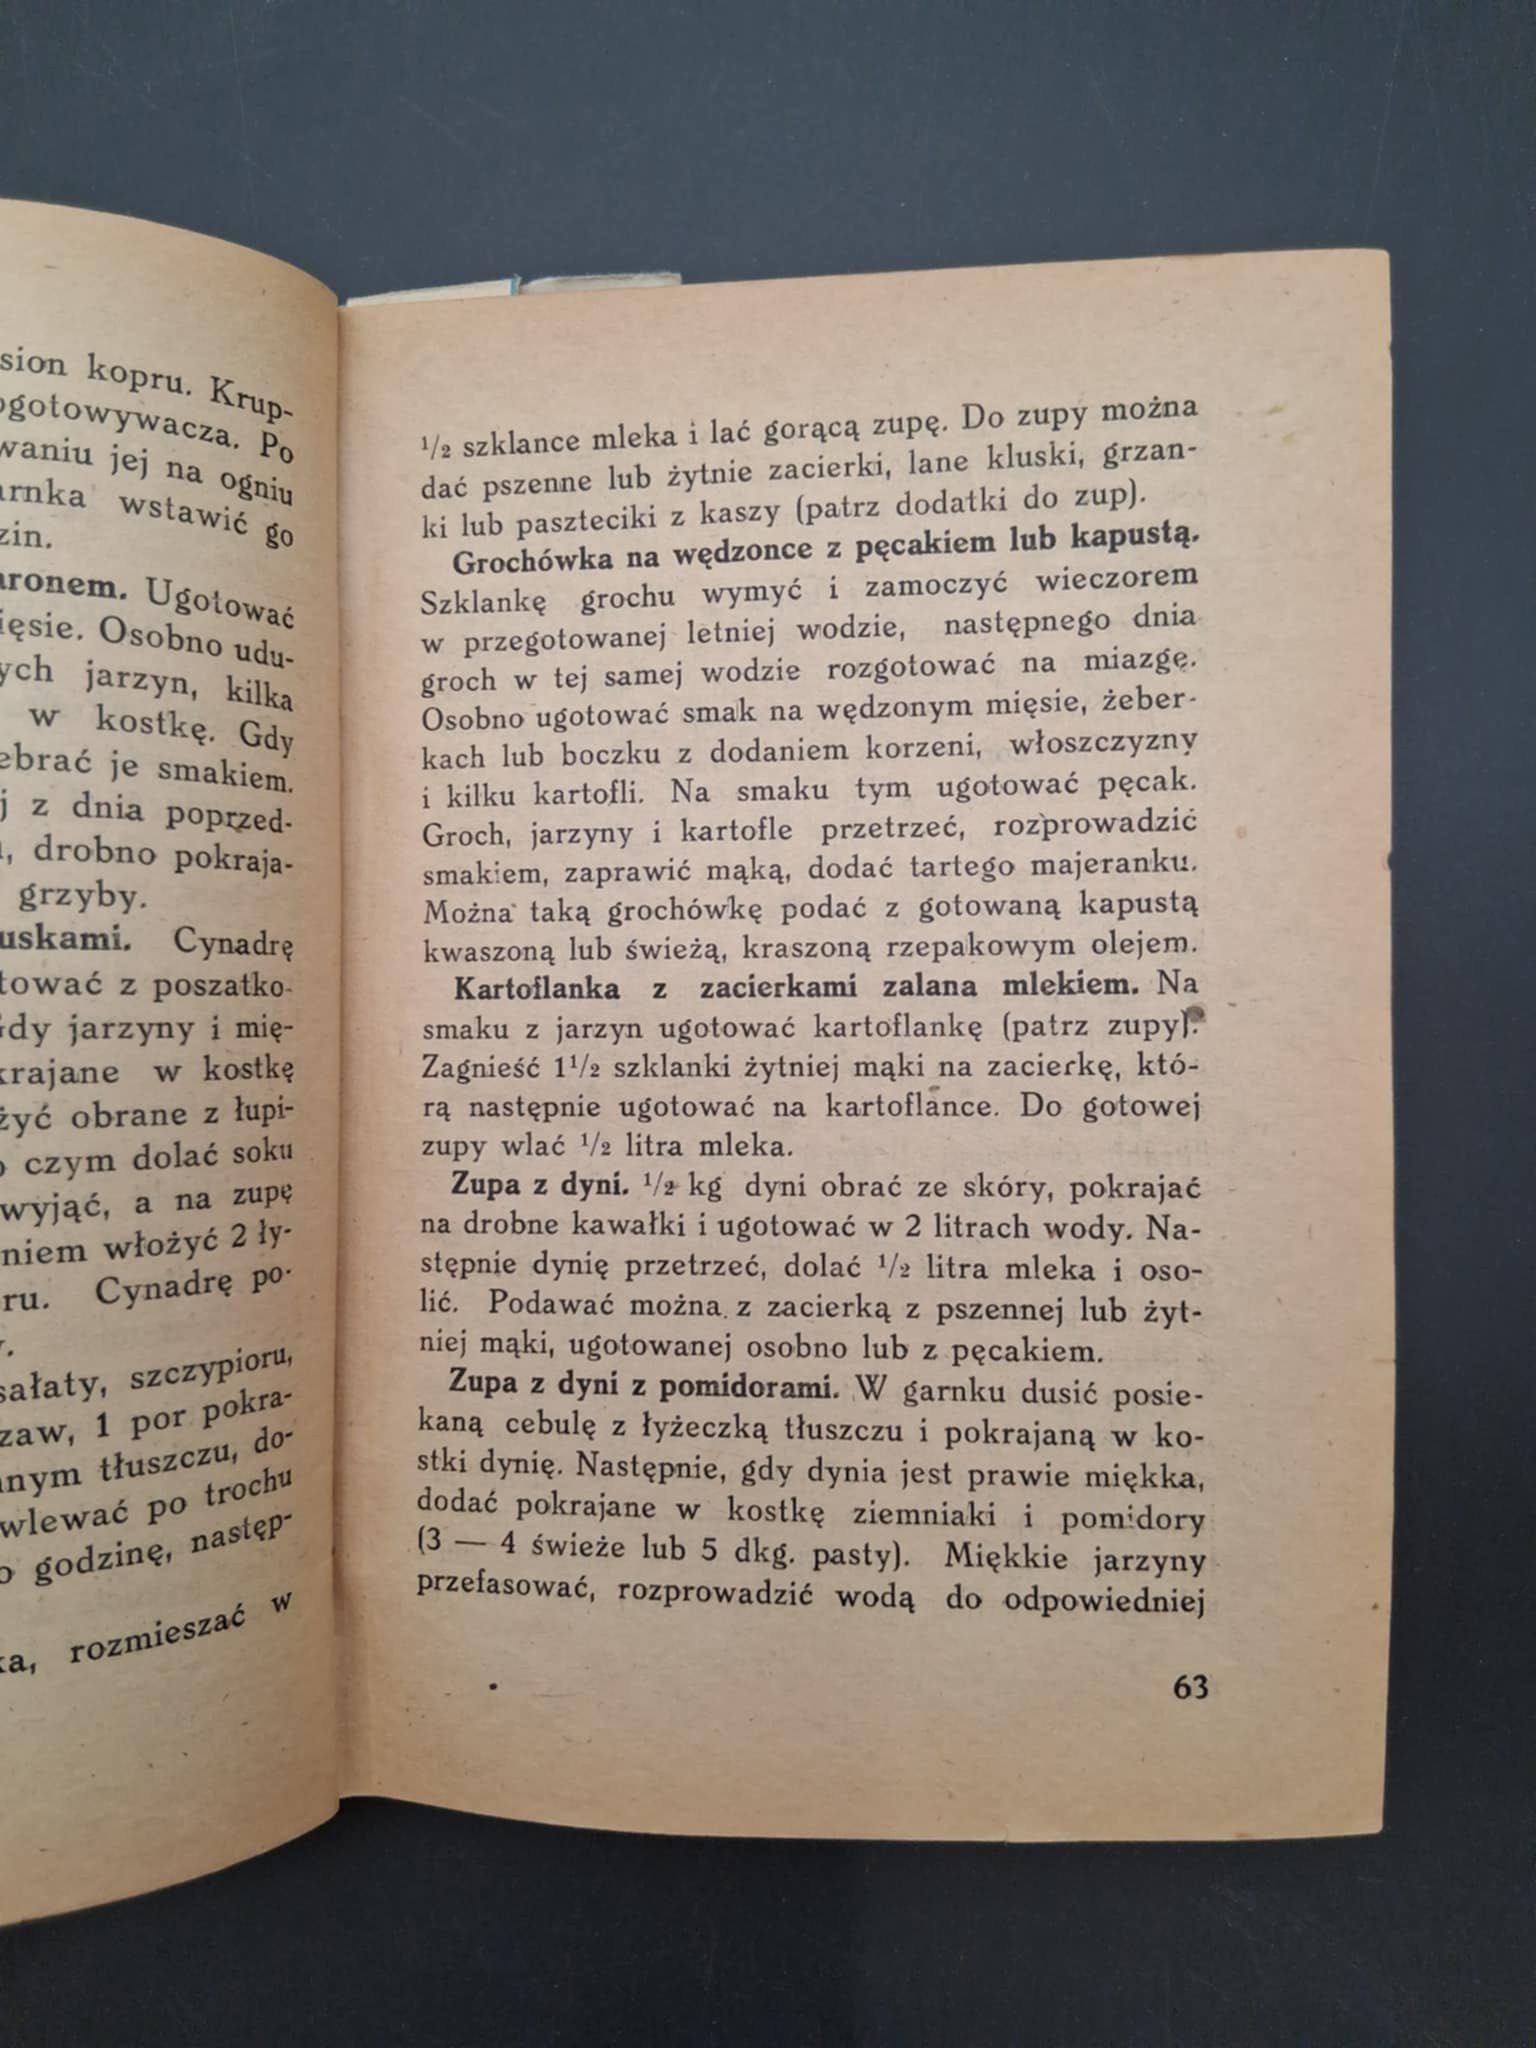 sion kopru. Krup-
ogotowywacza. Po
waniu jej na ogniu
arnka wstawić go
zin.
aronem. Ugotować
ięsie. Osobno udu-
ych jarzyn, kilka
w kostkę. Gdy
ebrać je smakiem.
j z dnia poprzed-
, drobno pokraja-
grzyby.
uskami. Cynadrę
tować z poszatko-
Gdy jarzyny i mię-
krajane w kostkę
żyć obrane z łupi-
o czym dolać soku
wyjąć, a na zupę
niem włożyć 2 ły-
ru. Cynadrę po-
sałaty, szczypioru,
zaw, 1 por pokra-
nym tłuszczu, do-
wlewać po trochu
o godzinę, następ-
ka, rozmieszać w
1/2 szklance mleka i lać gorącą zupę. Do zupy można
dać pszenne lub żytnie zacierki, lane kluski, grzan-
ki lub paszteciki z kaszy (patrz dodatki do zup).
Grochówka na wędzonce z pęcakiem lub kapustą.
Szklankę grochu wymyć i zamoczyć wieczorem
w przegotowanej letniej wodzie, następnego dnia
groch w tej samej wodzie rozgotować na miazgę.
Osobno ugotować smak na wędzonym mięsie, żeber-
kach lub boczku z dodaniem korzeni, włoszczyzny
i kilku kartofli. Na smaku tym ugotować pęcak.
Groch, jarzyny i kartofle przetrzeć, rozprowadzić
smakiem, zaprawić mąką, dodać tartego majeranku.
Można taką grochówkę podać z gotowaną kapustą
kwaszoną lub świeżą, kraszoną rzepakowym olejem.
Kartoflanka z zacierkami zalana mlekiem. Na
smaku z jarzyn ugotować kartoflankę (patrz zupy).
Zagnieść 1 1/2 szklanki żytniej mąki na zacierkę, któ-
rą następnie ugotować na kartoflance. Do gotowej
zupy wlać 1/2 litra mleka.
Zupa z dyni. 1/2 kg dyni obrać ze skóry, pokrajać
na drobne kawałki i ugotować w 2 litrach wody. Na-
stępnie dynię przetrzeć, dolać 1/2 litra mleka i oso-
lić. Podawać można z zacierką z pszennej lub żyt-
niej mąki, ugotowanej osobno lub z pęcakiem.
Zupa z dyni z pomidorami. W garnku dusić posie-
kaną cebulę z łyżeczką tłuszczu i pokrajaną w ko-
stki dynię. Następnie, gdy dynia jest prawie miękka,
dodać pokrajane w kostkę ziemniaki i pomidory
(3 — 4 świeże lub 5 dkg. pasty). Miękkie jarzyny
przefasować, rozprowadzić wodą do odpowiedniej
63